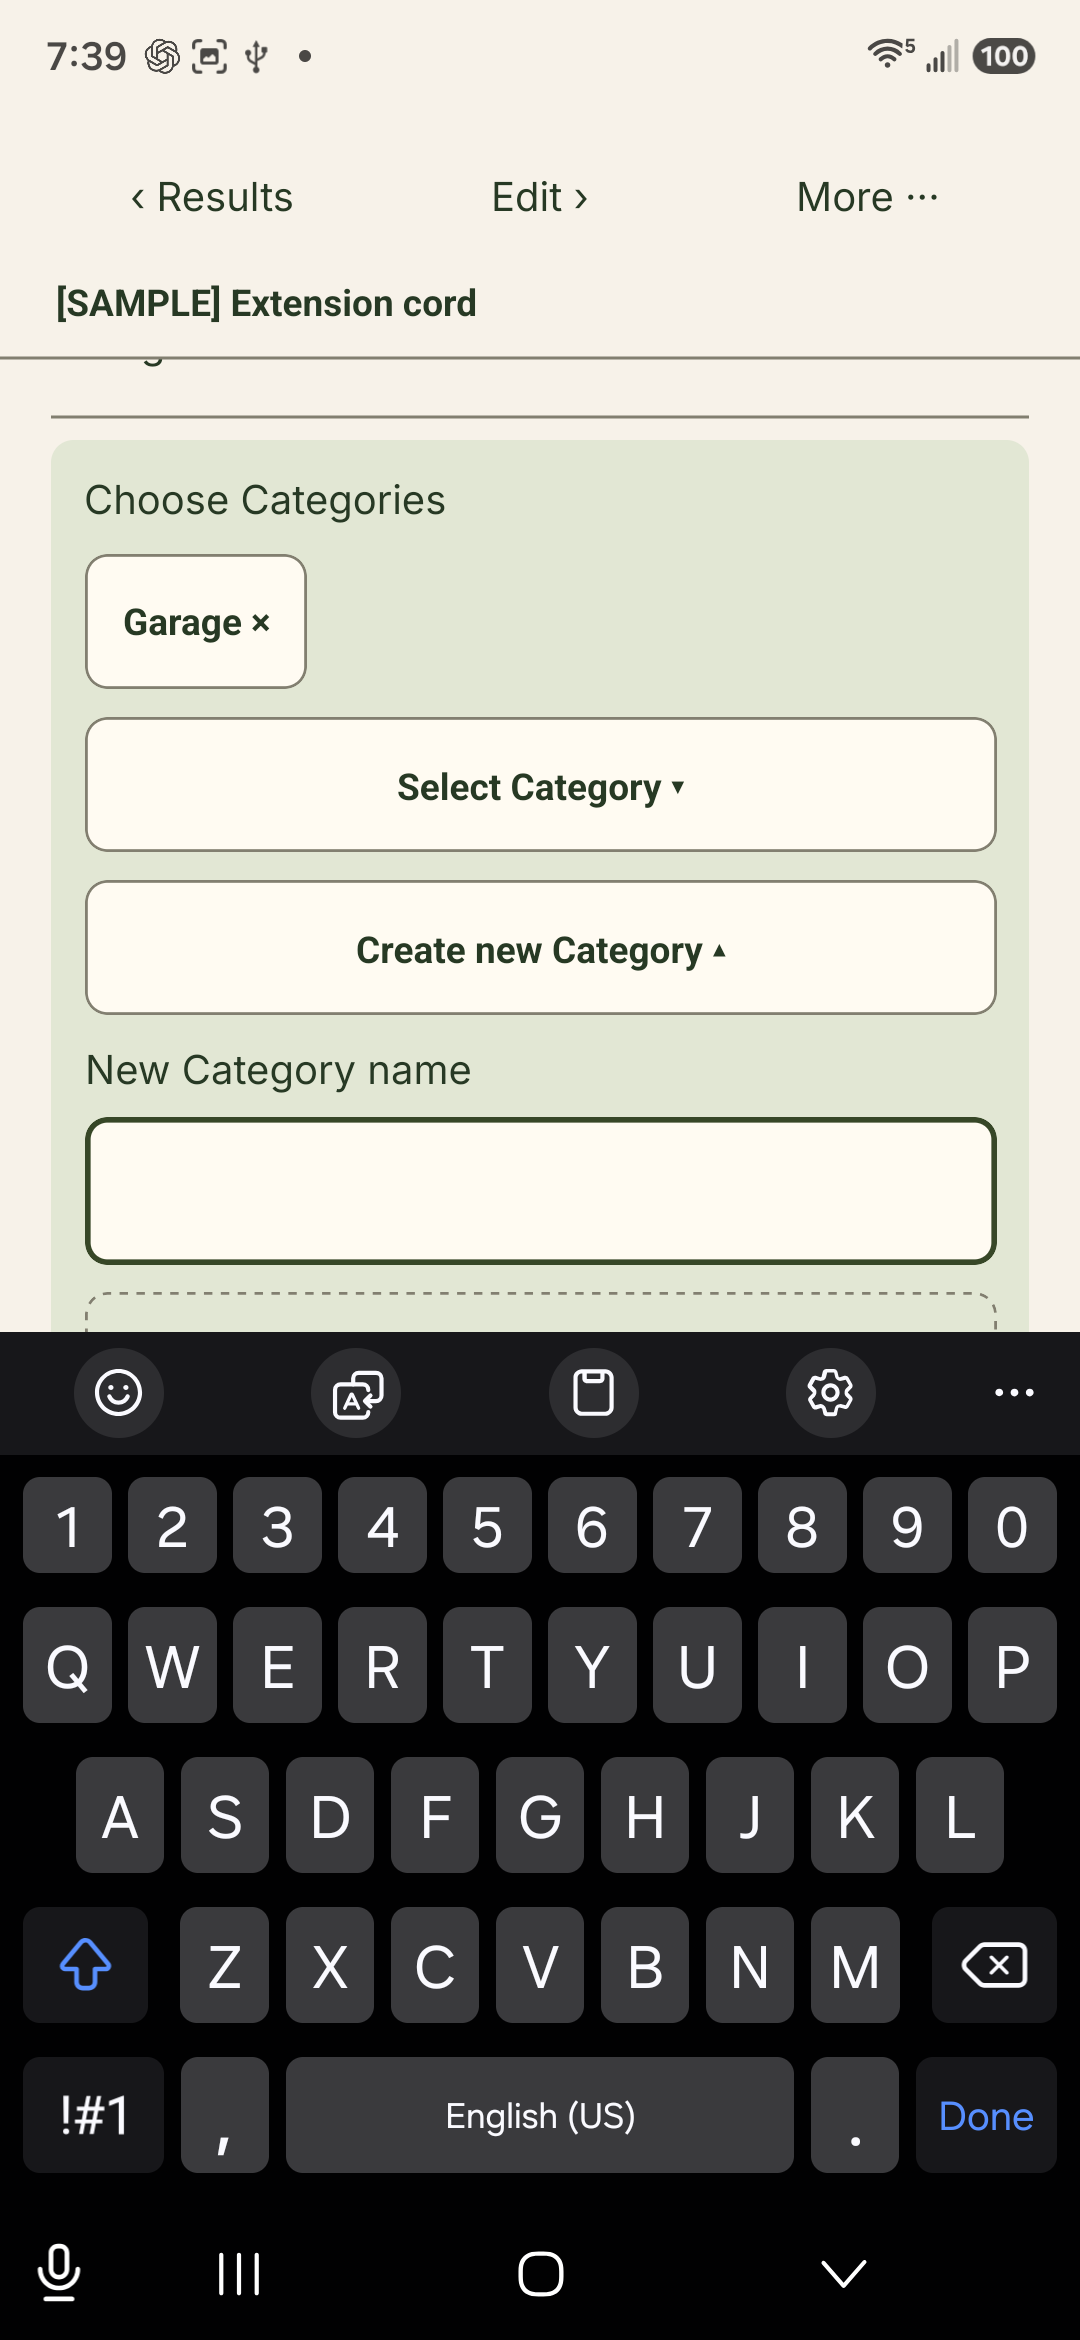 7:39
5
100
‹ Results
Edit ›
More ···
[SAMPLE] Extension cord
Choose Categories
Garage ×
Select Category ▾
Create new Category ▴
New Category name
1 2 3 4 5 6 7 8 9 0
Q W E R T Y U I O P
A S D F G H J K L
Z X C V B N M
!#1 , English (US) . Done